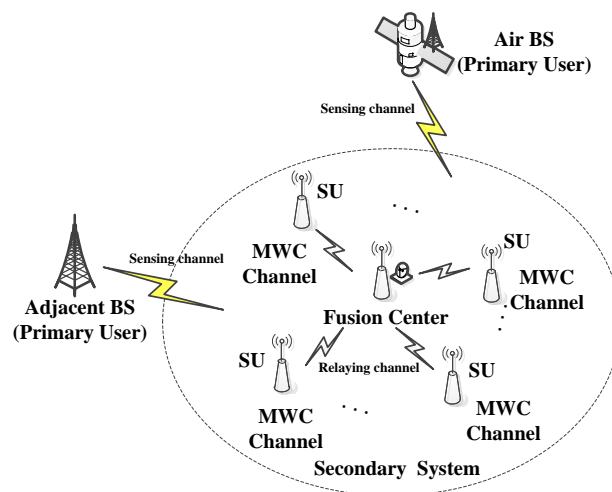 Air BS
(Primary User)
Sensing channel
SU
. . .
MWC
Channel
SU
MWC
Channel
Sensing channel
Adjacent BS
(Primary User)
Fusion Center
SU
Relaying channel
SU
MWC
Channel
MWC
Channel
. . .
. . .
Secondary System